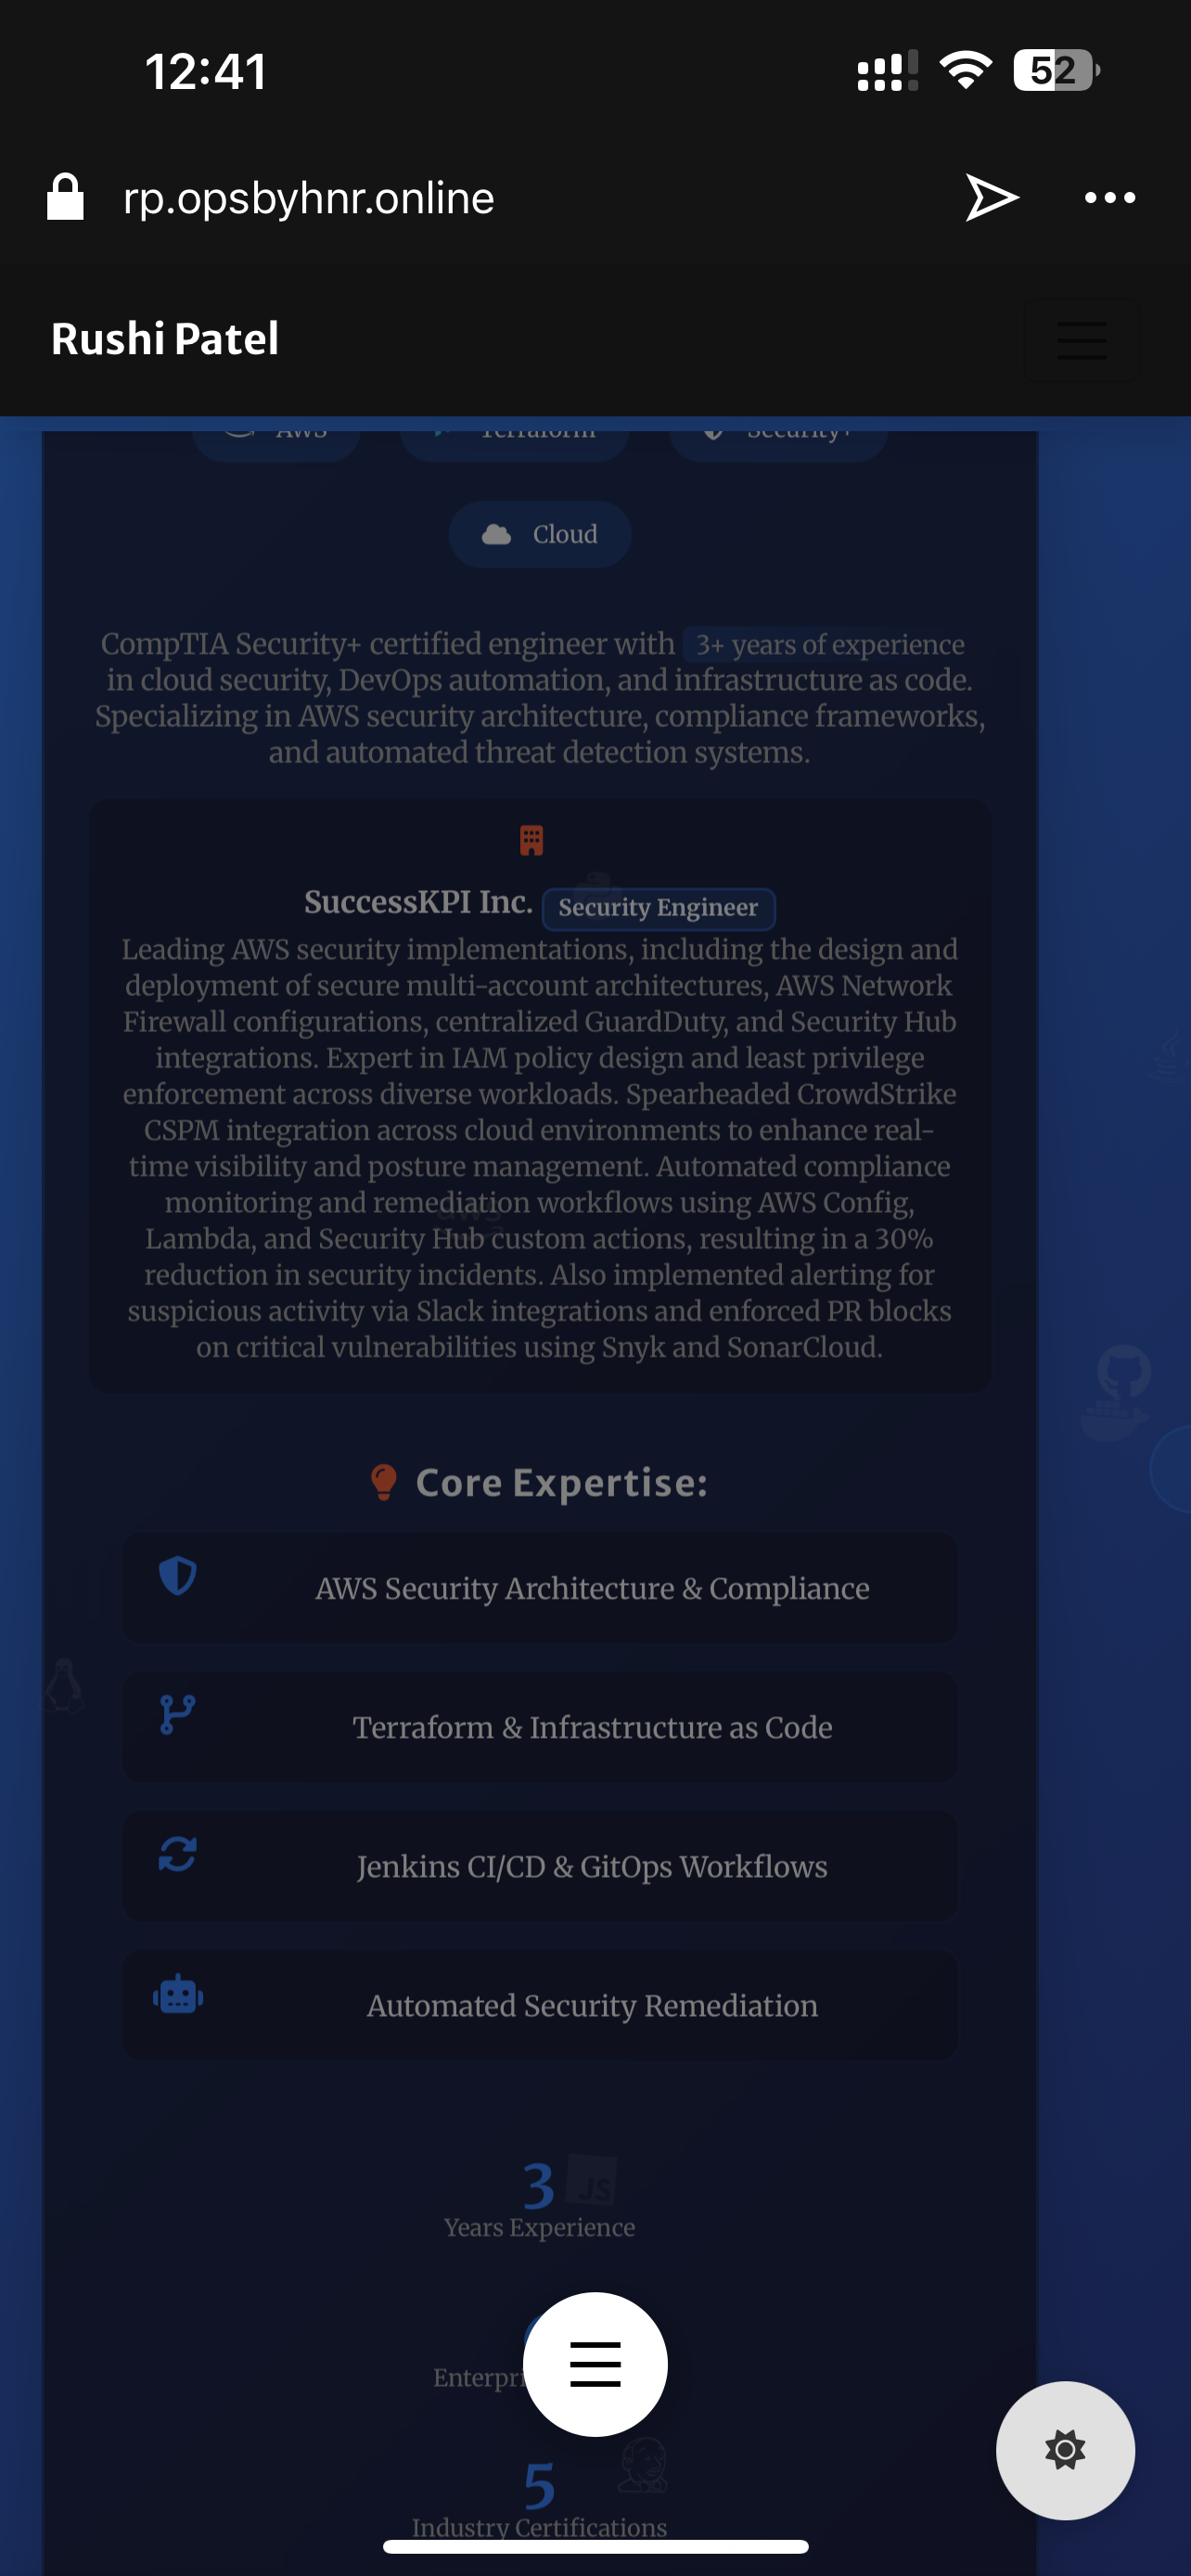 12:41
52
rp.opsbyhnr.online
Rushi Patel
AWS
Terraform
Security+
Cloud
CompTIA Security+ certified engineer with 3+ years of experience
in cloud security, DevOps automation, and infrastructure as code.
Specializing in AWS security architecture, compliance frameworks,
and automated threat detection systems.
SuccessKPI Inc. Security Engineer
Leading AWS security implementations, including the design and
deployment of secure multi-account architectures, AWS Network
Firewall configurations, centralized GuardDuty, and Security Hub
integrations. Expert in IAM policy design and least privilege
enforcement across diverse workloads. Spearheaded CrowdStrike
CSPM integration across cloud environments to enhance real-
time visibility and posture management. Automated compliance
monitoring and remediation workflows using AWS Config,
aws
Lambda, and Security Hub custom actions, resulting in a 30%
reduction in security incidents. Also implemented alerting for
suspicious activity via Slack integrations and enforced PR blocks
on critical vulnerabilities using Snyk and SonarCloud.
Core Expertise:
AWS Security Architecture & Compliance
Terraform & Infrastructure as Code
Jenkins CI/CD & GitOps Workflows
Automated Security Remediation
3
JS
Years Experience
5
Industry Certifications